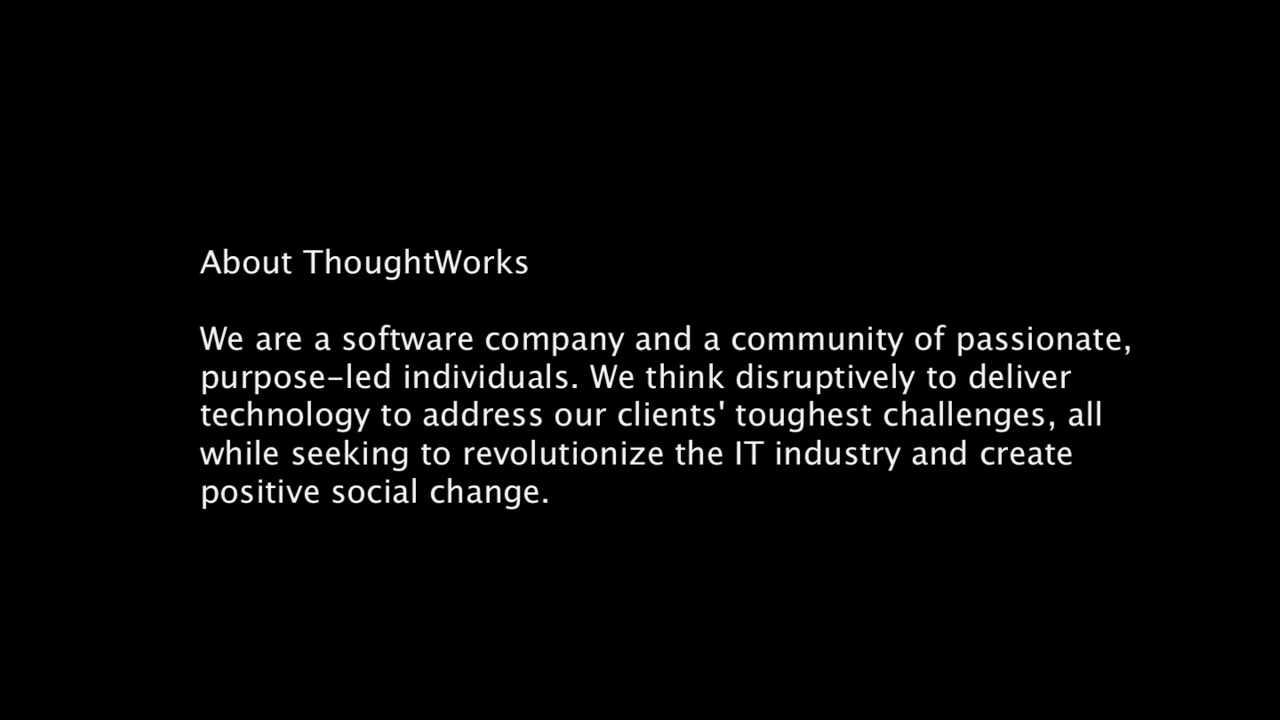 About ThoughtWorks
We are a software company and a community of passionate,
purpose-led individuals. We think disruptively to deliver
technology to address our clients' toughest challenges, all
while seeking to revolutionize the IT industry and create
positive social change.